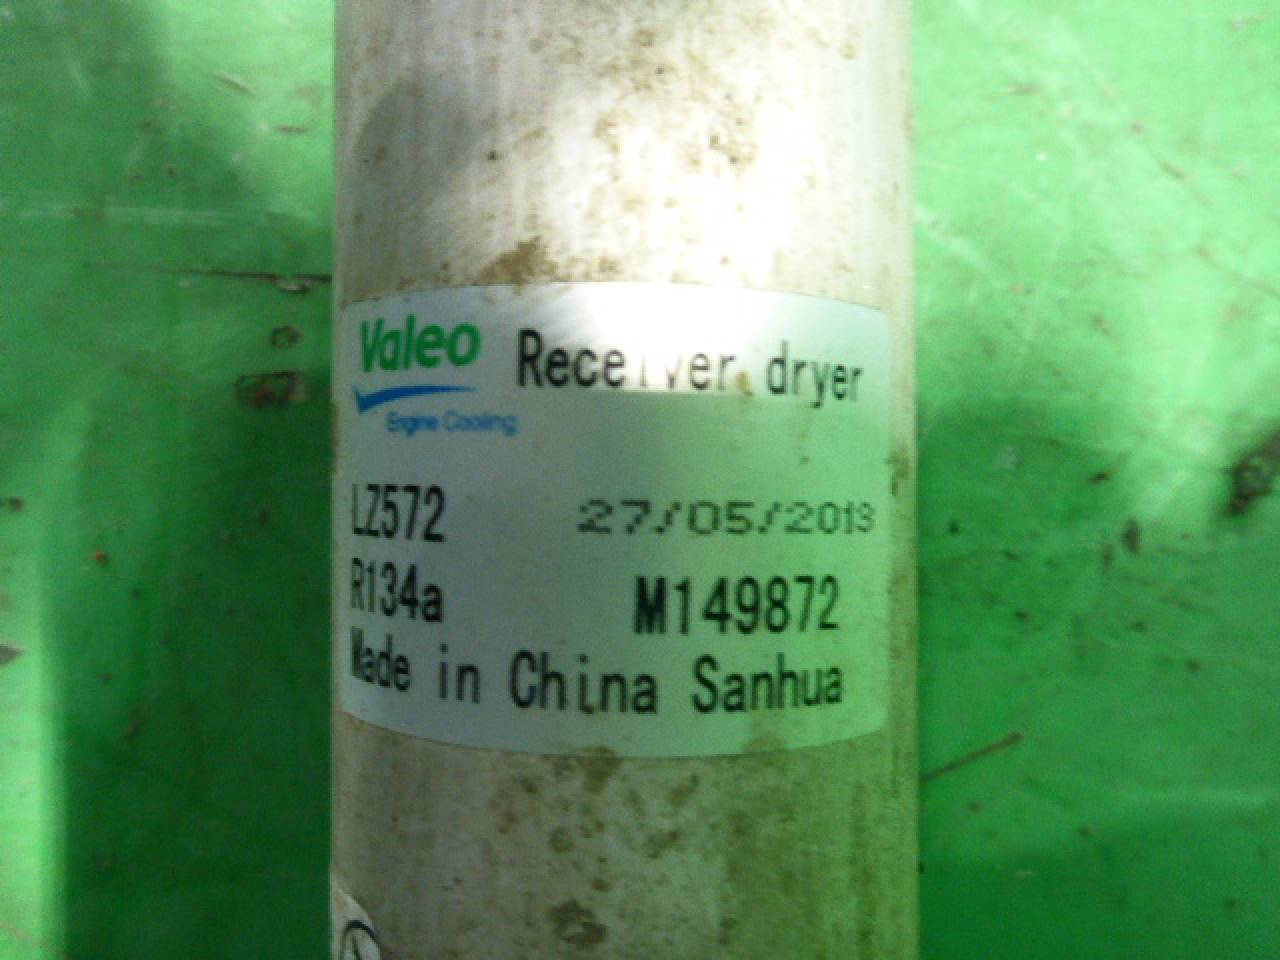 Valeo Receiver dryer
Engine Cooling
LZ572 27/05/2013
R134a M149872
Made in China Sanhua